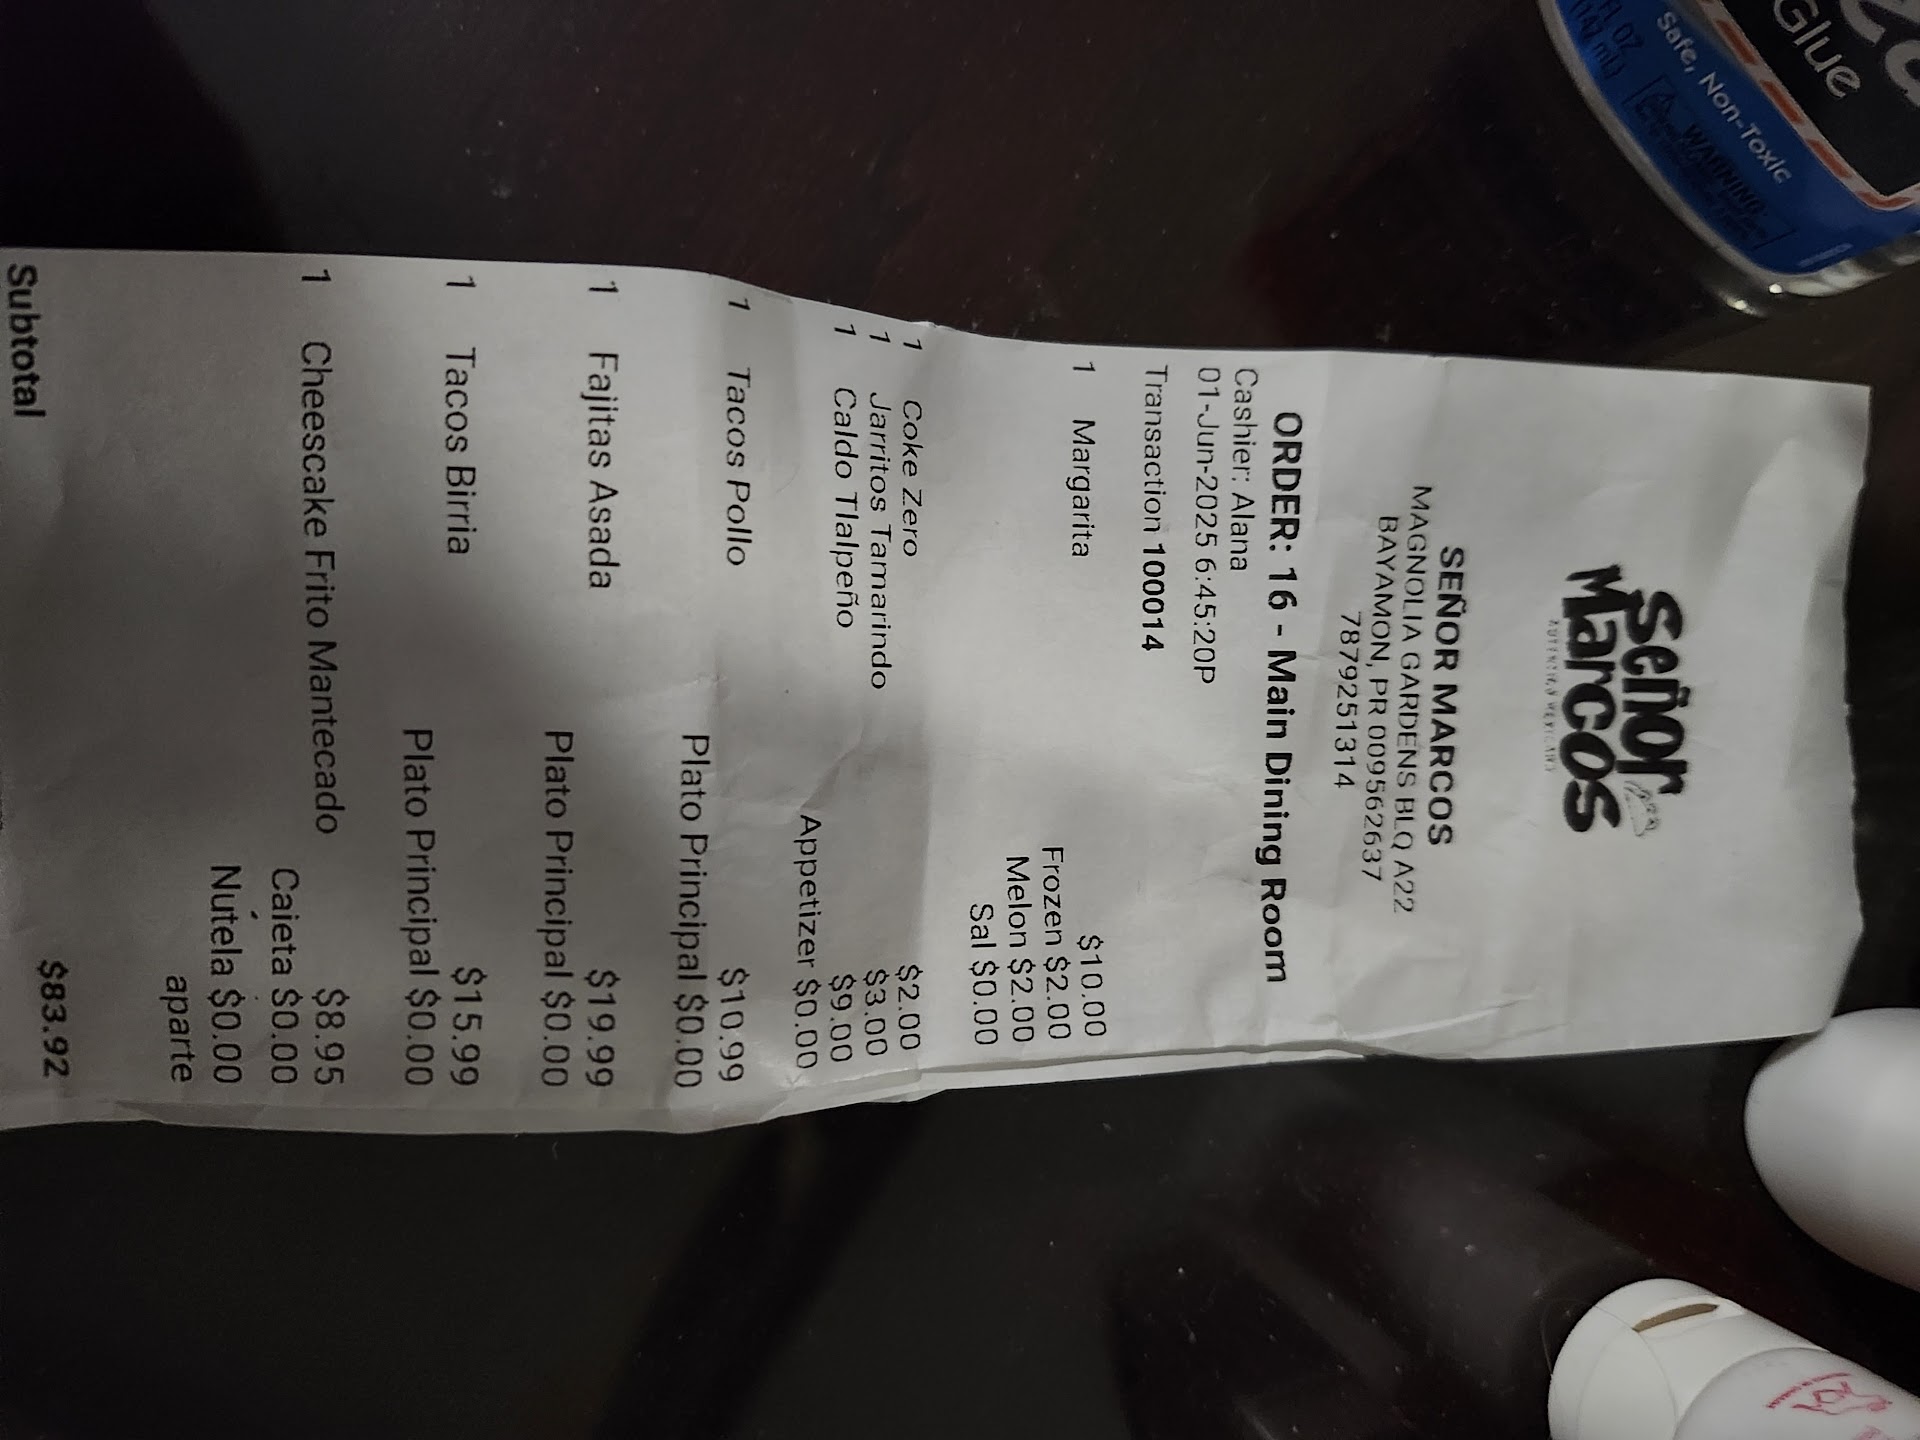 Señor
Marcos
SEÑOR MARCOS
MAGNOLIA GARDENS BLQ A22
BAYAMON, PR 009562637
7879251314
ORDER: 16 - Main Dining Room
Cashier: Alana
01-Jun-2025 6:45:20P
Transaction 100014
1 Margarita $10.00
Frozen $2.00
Melon $2.00
Sal $0.00
1 Coke Zero $2.00
1 Jarritos Tamarindo $3.00
1 Caldo Tlalpeño $9.00
Appetizer $0.00
1 Tacos Pollo $10.99
Plato Principal $0.00
1 Fajitas Asada $19.99
Plato Principal $0.00
1 Tacos Birria $15.99
Plato Principal $0.00
1 Cheescake Frito Mantecado $8.95
Cajeta $0.00
Nutela $0.00
aparte
Subtotal $83.92
Glue
Safe, Non-Toxic
WARNING
FL OZ